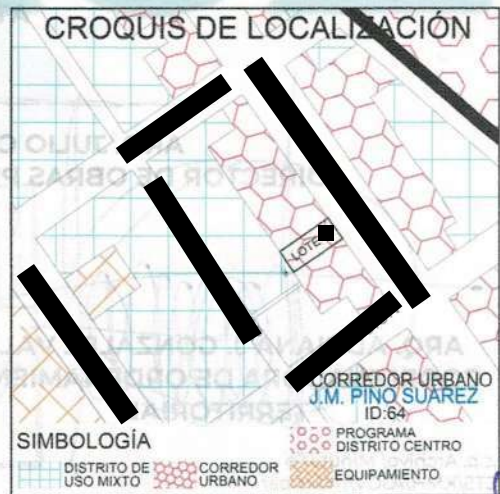 CROQUIS DE LOCALIZACIÓN
LOTE
CORREDOR URBANO
J.M. PINO SUAREZ
ID:64
SIMBOLOGÍA
PROGRAMA
DISTRITO CENTRO
DISTRITO DE
USO MIXTO
CORREDOR
URBANO
EQUIPAMIENTO